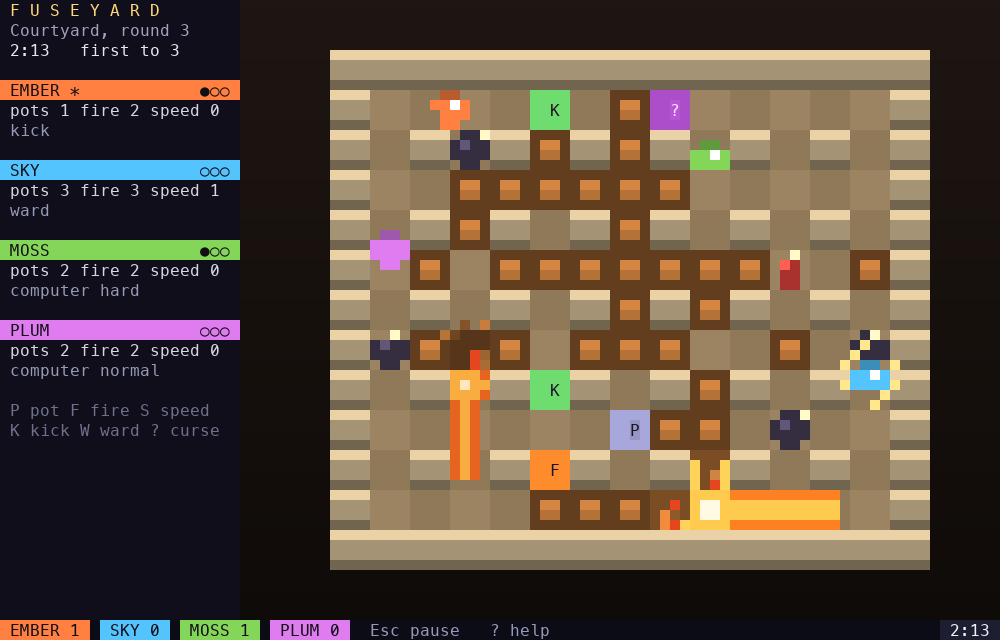 FUSEYARD
Courtyard, round 3
2:13 first to 3
EMBER * ●○○
pots 1 fire 2 speed 0
kick
SKY ○○○
pots 3 fire 3 speed 1
ward
MOSS ●○○
pots 2 fire 2 speed 0
computer hard
PLUM ○○○
pots 2 fire 2 speed 0
computer normal
P pot F fire S speed
K kick W ward ? curse
K
?
K
P
F
EMBER 1 SKY 0 MOSS 1 PLUM 0 Esc pause ? help 2:13